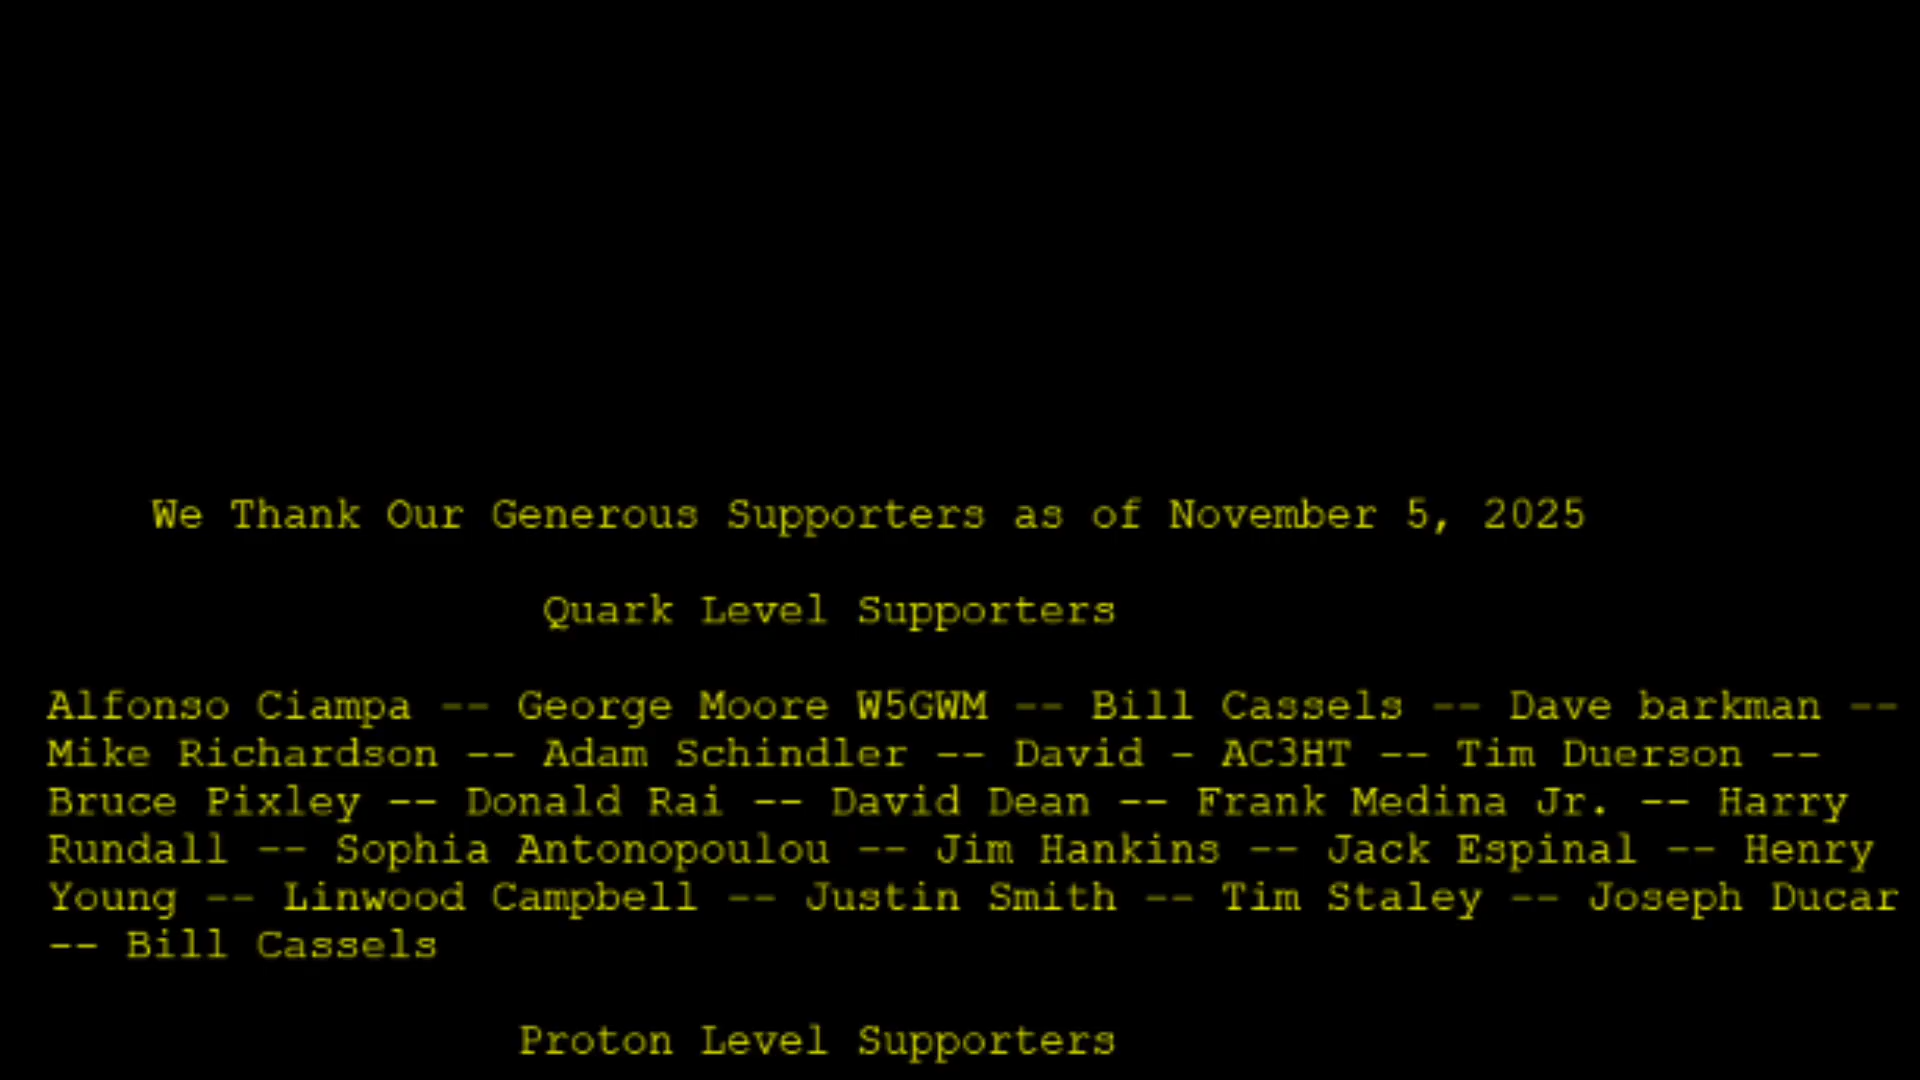 We Thank Our Generous Supporters as of November 5, 2025
Quark Level Supporters
Alfonso Ciampa -- George Moore W5GWM -- Bill Cassels -- Dave barkman --
Mike Richardson -- Adam Schindler -- David - AC3HT -- Tim Duerson --
Bruce Pixley -- Donald Rai -- David Dean -- Frank Medina Jr. -- Harry
Rundall -- Sophia Antonopoulou -- Jim Hankins -- Jack Espinal -- Henry
Young -- Linwood Campbell -- Justin Smith -- Tim Staley -- Joseph Ducar
-- Bill Cassels
Proton Level Supporters